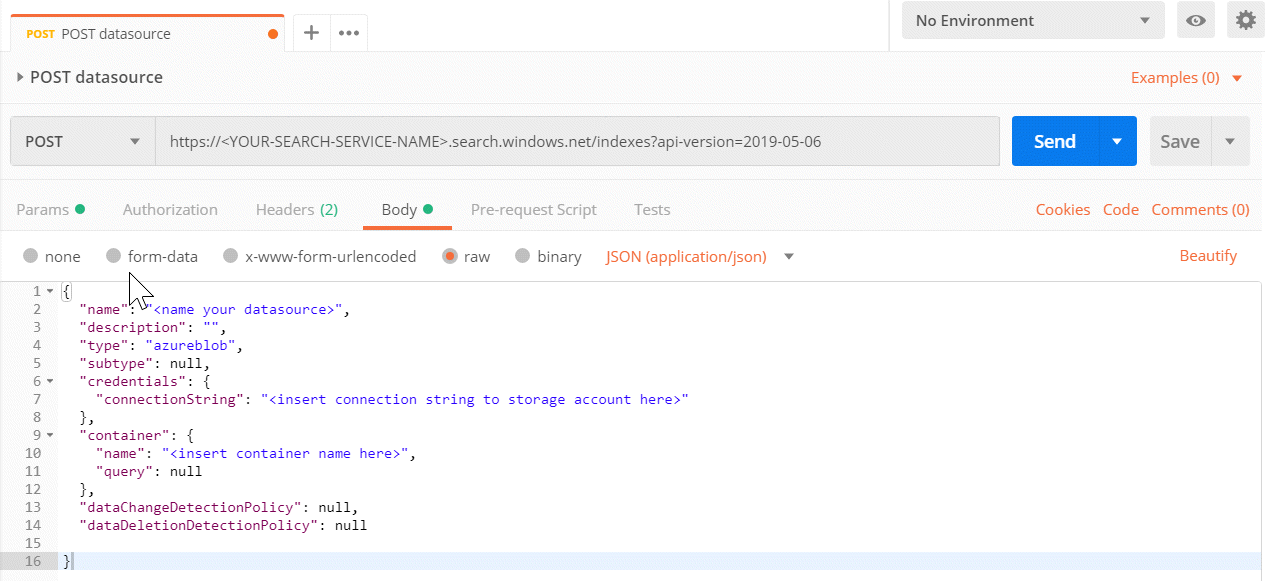 POST POST datasource
No Environment
POST datasource
Examples (0)
POST
https://<YOUR-SEARCH-SERVICE-NAME>.search.windows.net/indexes?api-version=2019-05-06
Send
Save
Params Authorization Headers (2) Body Pre-request Script Tests Cookies Code Comments (0)
none form-data x-www-form-urlencoded raw binary JSON (application/json) Beautify
1 {
2 "name": "<name your datasource>",
3 "description": "",
4 "type": "azureblob",
5 "subtype": null,
6 "credentials": {
7 "connectionString": "<insert connection string to storage account here>"
8 },
9 "container": {
10 "name": "<insert container name here>",
11 "query": null
12 },
13 "dataChangeDetectionPolicy": null,
14 "dataDeletionDetectionPolicy": null
15
16 }